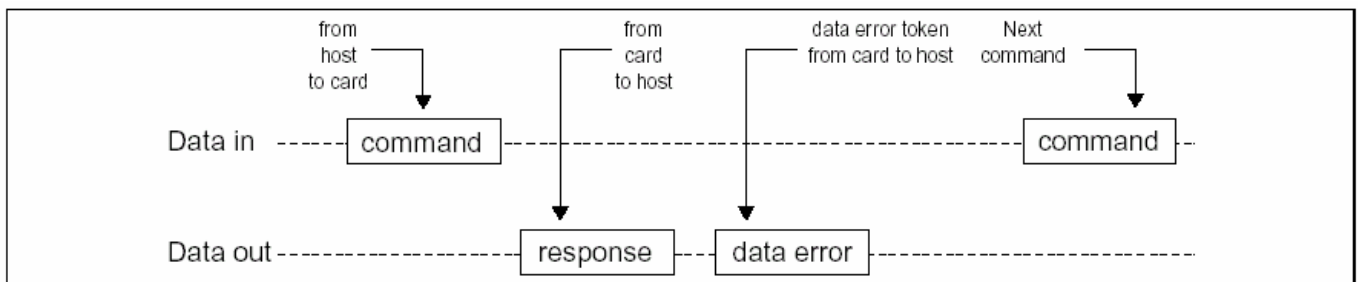 from
host
to card
from
card
to host
data error token
from card to host
Next
command
Data in
command
command
Data out
response
data error